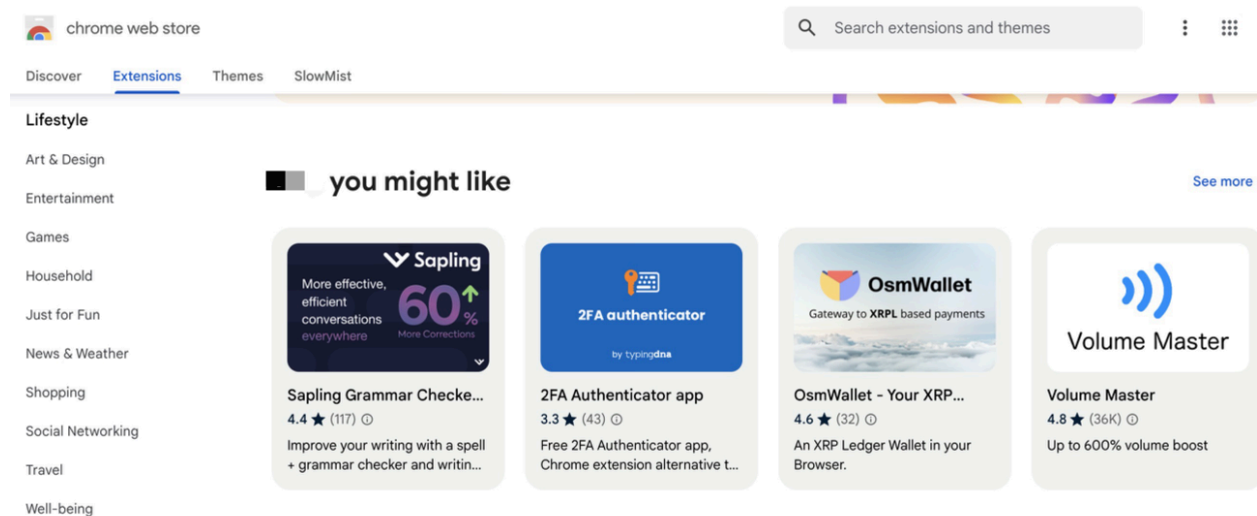 chrome web store
Search extensions and themes
Discover Extensions Themes SlowMist
Lifestyle
Art & Design
Entertainment
Games
Household
Just for Fun
News & Weather
Shopping
Social Networking
Travel
Well-being
you might like
See more
Sapling
More effective,
efficient
conversations
everywhere
60%
More Corrections
Sapling Grammar Checke...
4.4 ★ (117)
Improve your writing with a spell
+ grammar checker and writin...
2FA authenticator
by typingdna
2FA Authenticator app
3.3 ★ (43)
Free 2FA Authenticator app,
Chrome extension alternative t...
OsmWallet
Gateway to XRPL based payments
OsmWallet - Your XRP...
4.6 ★ (32)
An XRP Ledger Wallet in your
Browser.
Volume Master
Volume Master
4.8 ★ (36K)
Up to 600% volume boost